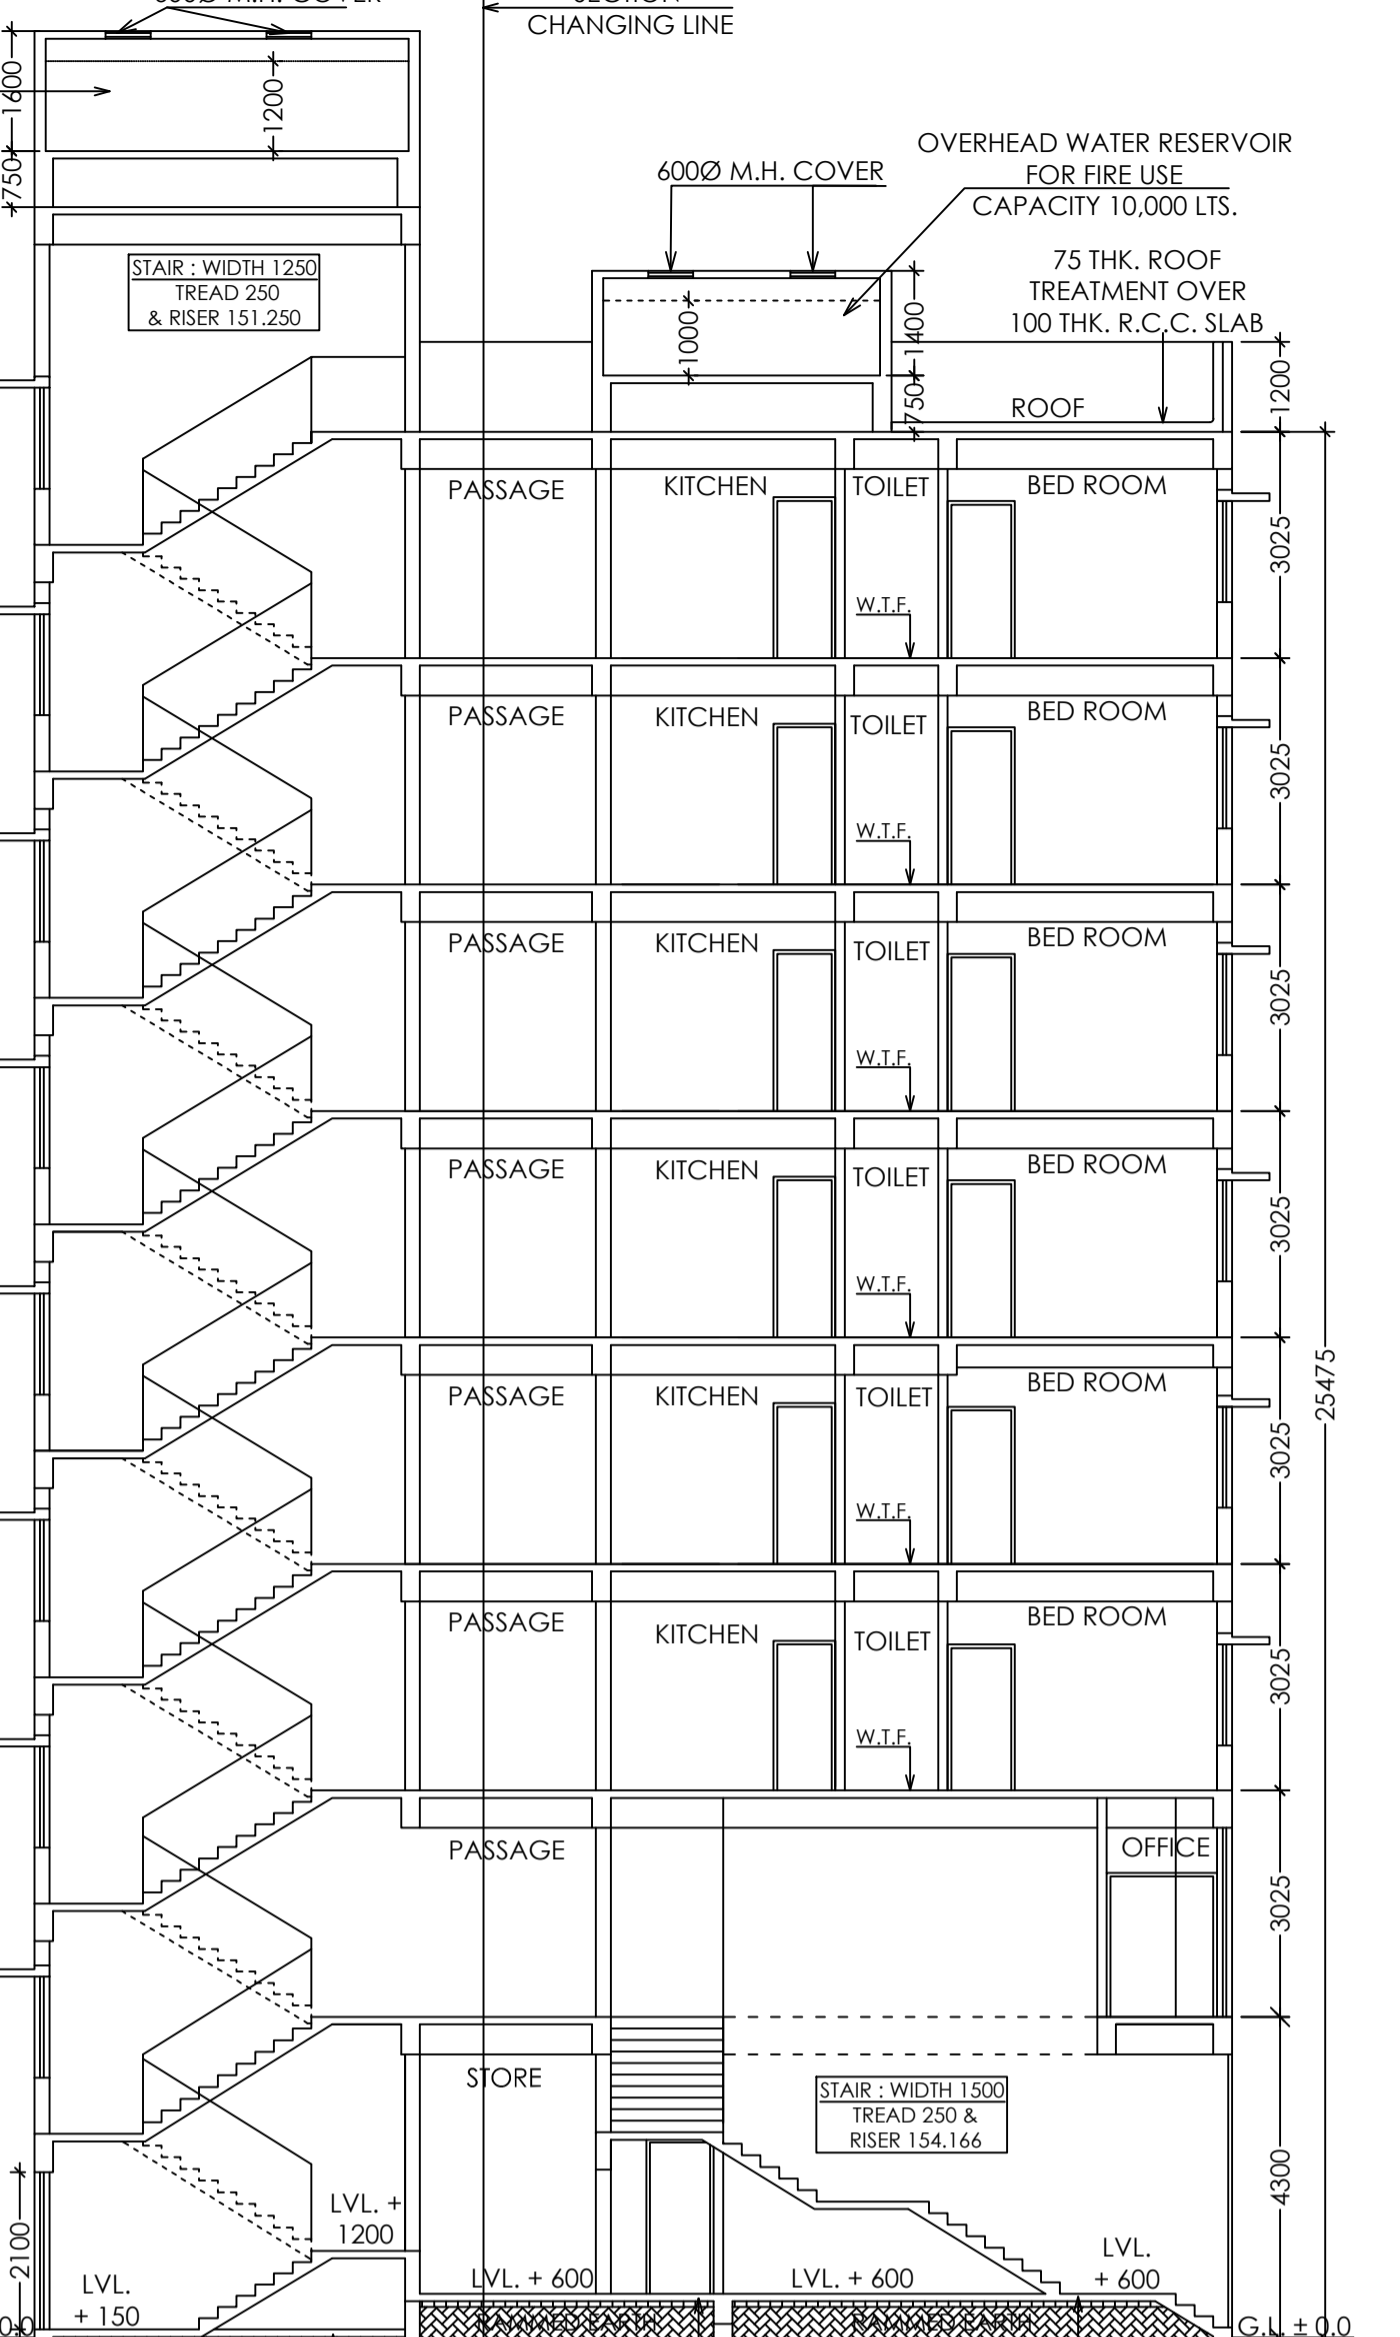 600Ø M.H. COVER
SECTION
CHANGING LINE
1600
1200
750
STAIR : WIDTH 1250
TREAD 250
& RISER 151.250
600Ø M.H. COVER
OVERHEAD WATER RESERVOIR
FOR FIRE USE
CAPACITY 10,000 LTS.
75 THK. ROOF
TREATMENT OVER
100 THK. R.C.C. SLAB
1000
1400
750
ROOF
1200
PASSAGE KITCHEN TOILET BED ROOM
3025
W.T.F.
PASSAGE KITCHEN TOILET BED ROOM
3025
W.T.F.
PASSAGE KITCHEN TOILET BED ROOM
3025
W.T.F.
PASSAGE KITCHEN TOILET BED ROOM
3025
W.T.F.
25475
PASSAGE KITCHEN TOILET BED ROOM
3025
W.T.F.
PASSAGE KITCHEN TOILET BED ROOM
3025
W.T.F.
PASSAGE OFFICE
3025
STORE
STAIR : WIDTH 1500
TREAD 250 &
RISER 154.166
4300
2100
LVL. +
1200
LVL.
+ 150
LVL. + 600
LVL. + 600
LVL.
+ 600
RAMMED EARTH RAMMED EARTH
0.0
G.L. ± 0.0